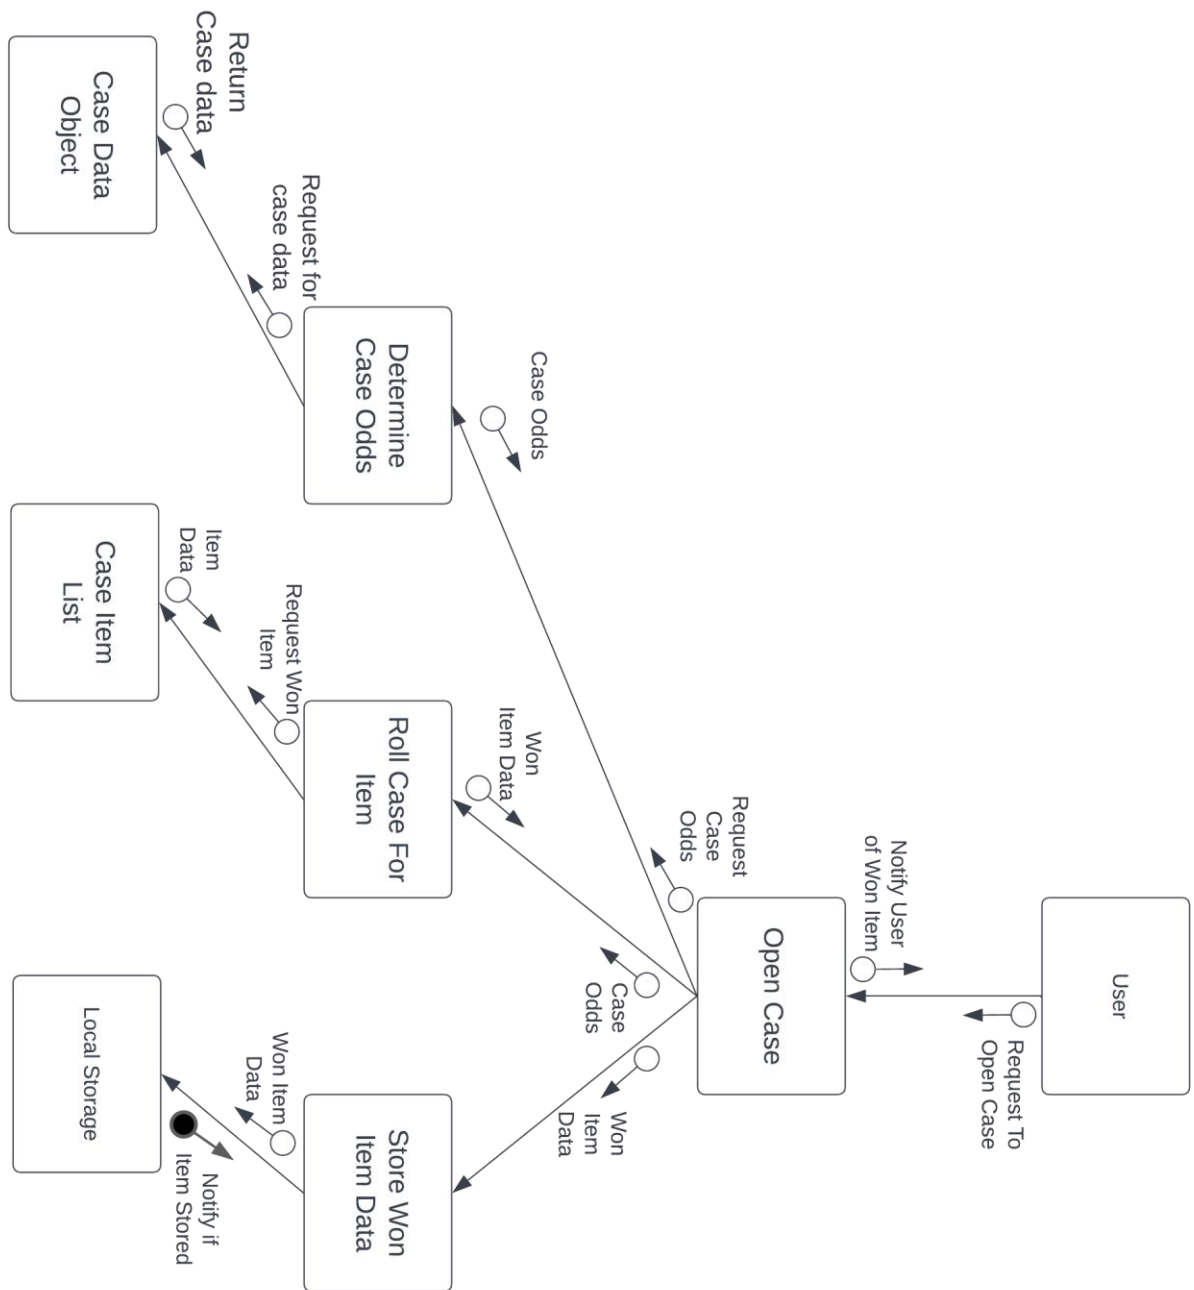 User
Request To
Open Case
Notify User
of Won Item
Open Case
Request
Case
Odds
Case
Odds
Won
Item
Data
Case Odds
Won
Item Data
Determine
Case Odds
Roll Case For
Item
Store Won
Item Data
Request for
case data
Request Won
Item
Won Item
Data
Return
Case data
Item
Data
Notify if
Item Stored
Case Data
Object
Case Item
List
Local Storage